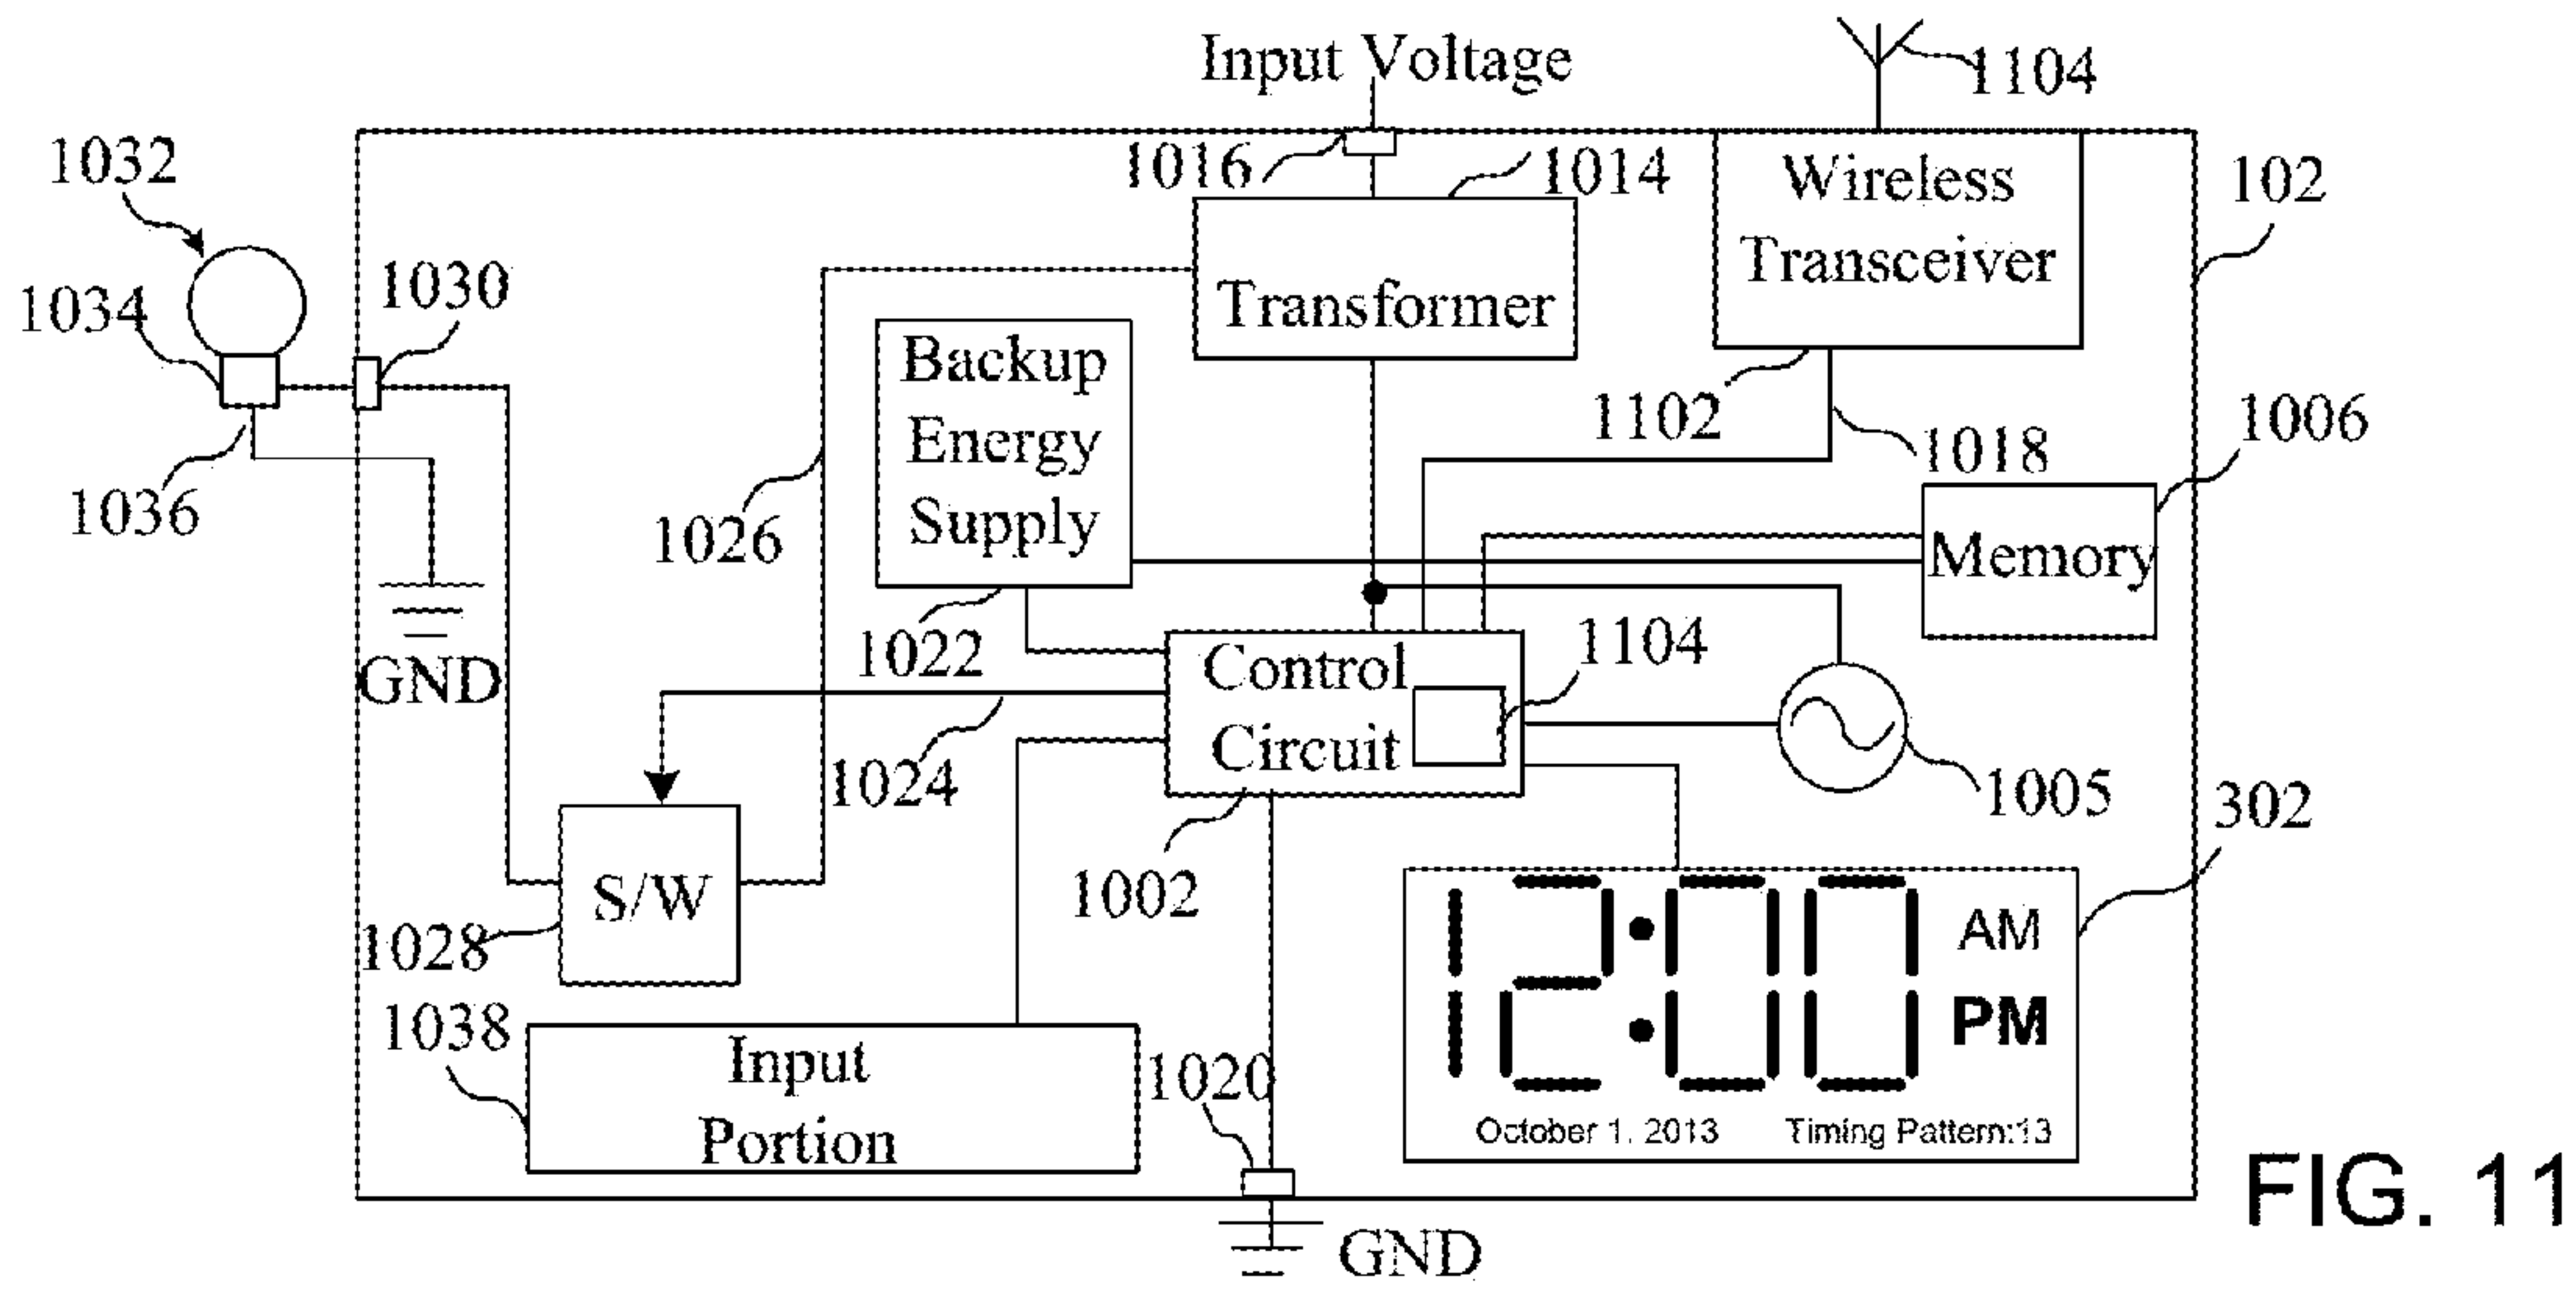 Input Voltage
1104
1032
1016
1014
Wireless
Transceiver
102
1034
1030
Transformer
Backup
Energy
Supply
1102
1018
1006
1036
1026
Memory
GND
1022
Control
Circuit
1104
1024
1005
302
S/W
1002
1028
12:00
AM
PM
1038
Input
Portion
1020
October 1, 2013
Timing Pattern:13
GND
FIG. 11